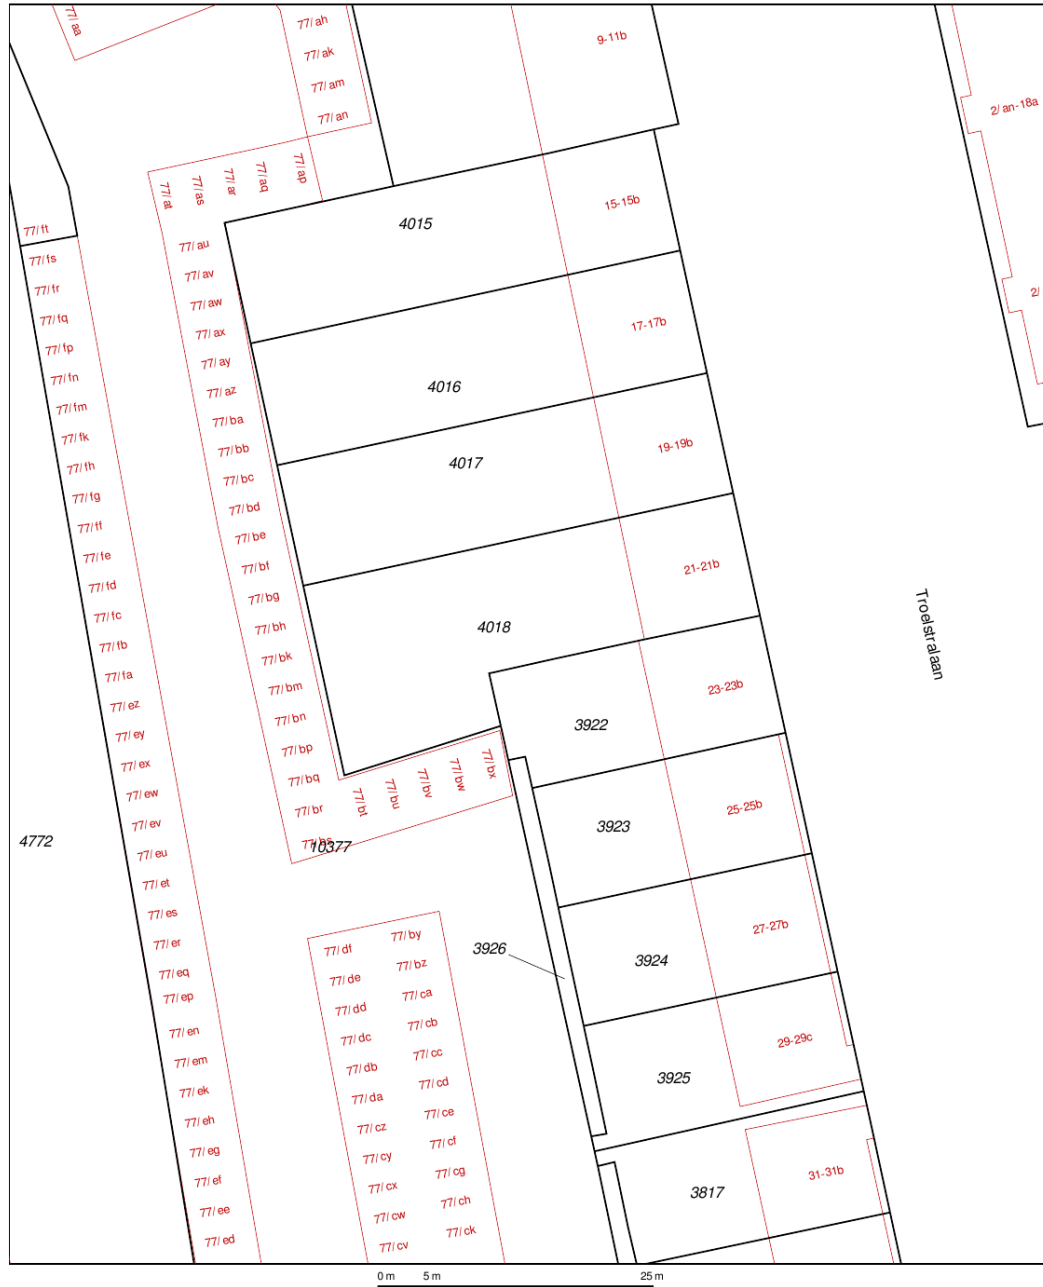 77/ aa
77/ ah
77/ ak
77/ am
77/ an
9-11b
2/ an-18a
77/ at
77/ as
77/ ar
77/ aq
77/ ap
77/ ft
4015
15-15b
77/ fs
77/ au
77/ fr
77/ av
2/
77/ fq
77/ aw
77/ fp
77/ ax
17-17b
77/ fn
77/ ay
4016
77/ fm
77/ az
77/ fk
77/ ba
77/ fh
77/ bb
4017
19-19b
77/ fg
77/ bc
77/ ff
77/ bd
77/ fe
77/ be
77/ fd
77/ bf
21-21b
77/ fc
77/ bg
77/ fb
77/ bh
4018
Troelstralaan
77/ fa
77/ bk
77/ ez
77/ bm
23-23b
77/ ey
77/ bn
3922
77/ ex
77/ bp
77/ ew
77/ bq
77/ bt
77/ bu
77/ bv
77/ bw
77/ bx
77/ ev
77/ br
3923
25-25b
4772
77/ bs
10377
77/ eu
77/ et
77/ es
77/ er
77/ df
77/ by
3926
27-27b
77/ eq
77/ de
77/ bz
3924
77/ ep
77/ dd
77/ ca
77/ en
77/ dc
77/ cb
29-29c
77/ em
77/ db
77/ cc
77/ ek
77/ da
77/ cd
3925
77/ eh
77/ cz
77/ ce
77/ eg
77/ cy
77/ cf
77/ ef
77/ cx
77/ cg
3817
31-31b
77/ ee
77/ cw
77/ ch
77/ ed
77/ cv
77/ ck
0 m 5 m 25 m